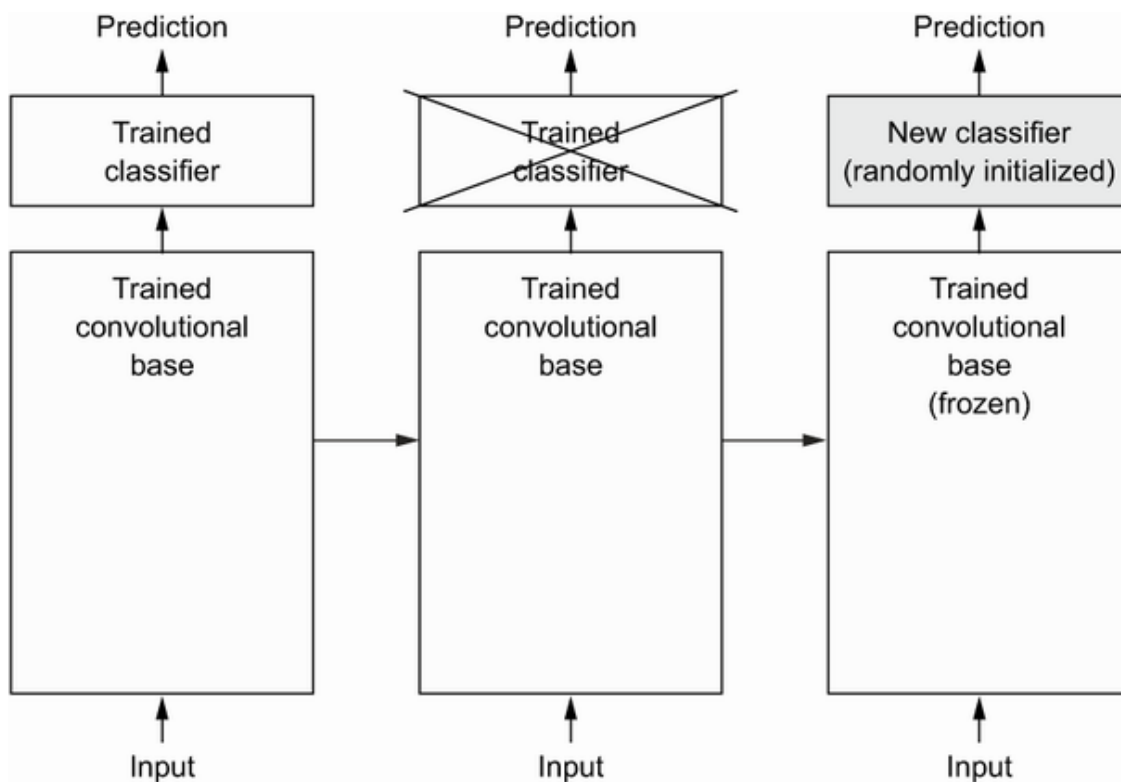 Prediction
Prediction
Prediction
Trained
classifier
Trained
classifier
New classifier
(randomly initialized)
Trained
convolutional
base
Trained
convolutional
base
Trained
convolutional
base
(frozen)
Input
Input
Input